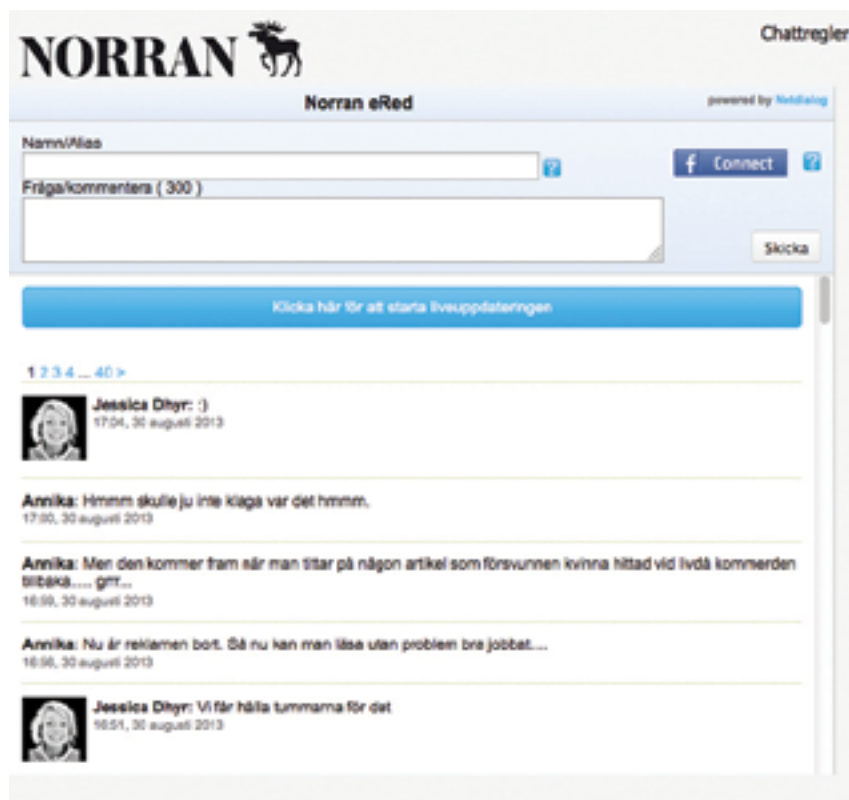 NORRAN
Chattregler
Norran eRed
powered by Netdialog
Namn/Alias
?
f Connect ?
Fråga/kommentera ( 300 )
Skicka
Klicka här för att starta liveuppdateringen
1 2 3 4 ... 40 >
Jessica Dhyr: :)
17:04, 30 augusti 2013
Annika: Hmmm skulle ju inte klaga var det hmmm.
17:00, 30 augusti 2013
Annika: Men den kommer fram när man tittar på någon artikel som försvunnen kvinna hittad vid livdå kommerden
tillbaka.... grrr...
16:59, 30 augusti 2013
Annika: Nu är reklamen bort. Så nu kan man läsa utan problem bra jobbat....
16:56, 30 augusti 2013
Jessica Dhyr: Vi får hålla tummarna för det
16:51, 30 augusti 2013